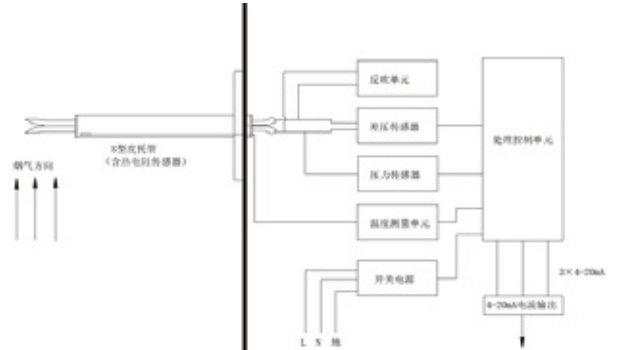 反吹单元
差压传感器
处理控制单元
S型皮托管
（含热电阻传感器）
烟气方向
压力传感器
温度测量单元
开关电源
3×4-20mA
4-20mA电流输出
L N 地